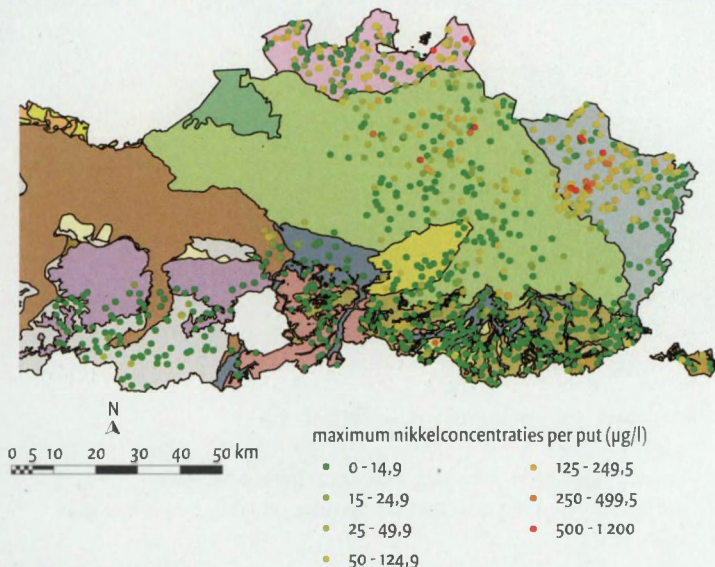 N
0 5 10 20 30 40 50 km
maximum nikkelconcentraties per put (µg/l)
0 - 14,9
15 - 24,9
25 - 49,9
50 - 124,9
125 - 249,5
250 - 499,5
500 - 1 200